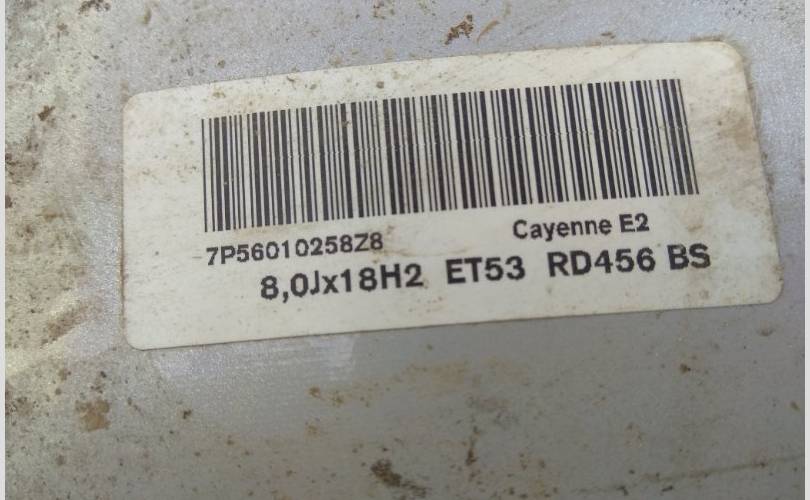 7P56010258Z8 Cayenne E2
8,0Jx18H2 ET53 RD456 BS